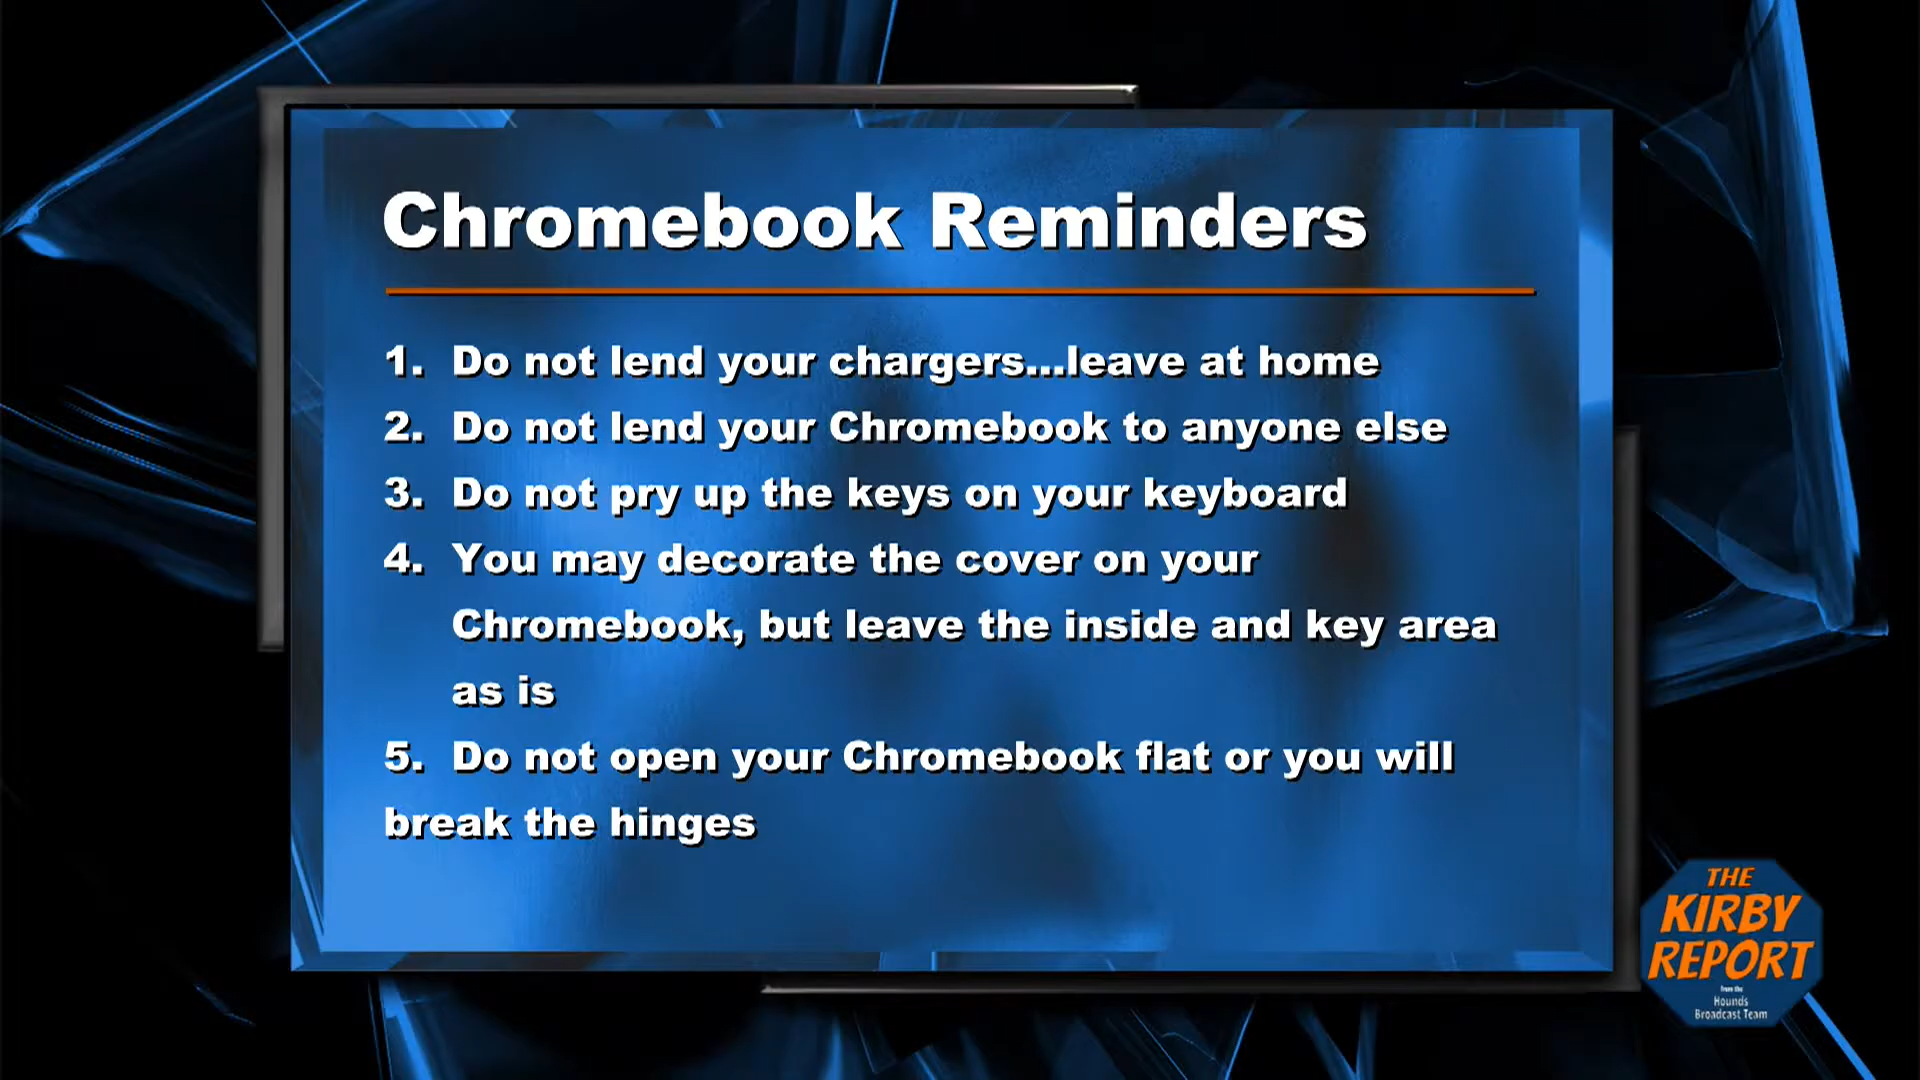 Chromebook Reminders
1. Do not lend your chargers...leave at home
2. Do not lend your Chromebook to anyone else
3. Do not pry up the keys on your keyboard
4. You may decorate the cover on your
Chromebook, but leave the inside and key area
as is
5. Do not open your Chromebook flat or you will
break the hinges
THE
KIRBY
REPORT
from the
Hounds
Broadcast Team